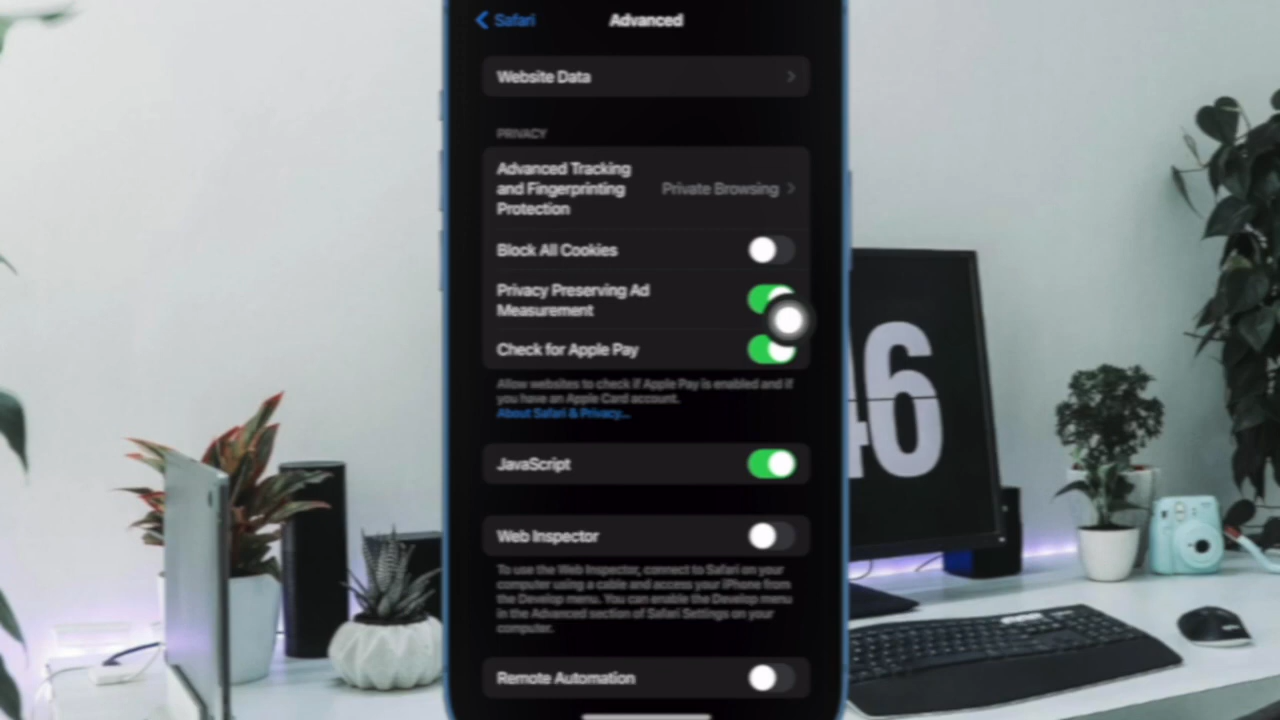 Safari
Advanced
Website Data
PRIVACY
Advanced Tracking
and Fingerprinting
Protection
Private Browsing
Block All Cookies
Privacy Preserving Ad
Measurement
Check for Apple Pay
Allow websites to check if Apple Pay is enabled and if
you have an Apple Card account.
About Safari & Privacy...
46
JavaScript
Web Inspector
To use the Web Inspector, connect to Safari on your
computer using a cable and access your iPhone from
the Develop menu. You can enable the Develop menu
in the Advanced section of Safari Settings on your
computer.
Remote Automation